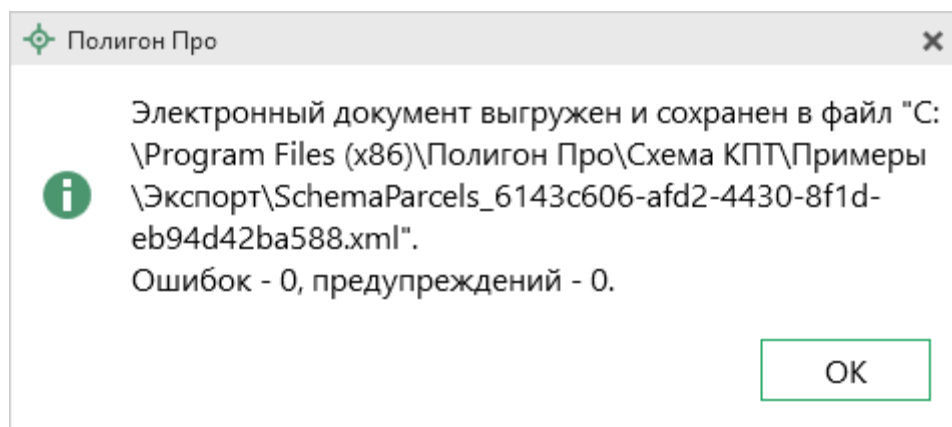 Полигон Про
Электронный документ выгружен и сохранен в файл "C:
\Program Files (x86)\Полигон Про\Схема КПТ\Примеры
\Экспорт\SchemaParcels_6143c606-afd2-4430-8f1d-
eb94d42ba588.xml".
Ошибок - 0, предупреждений - 0.
ОК